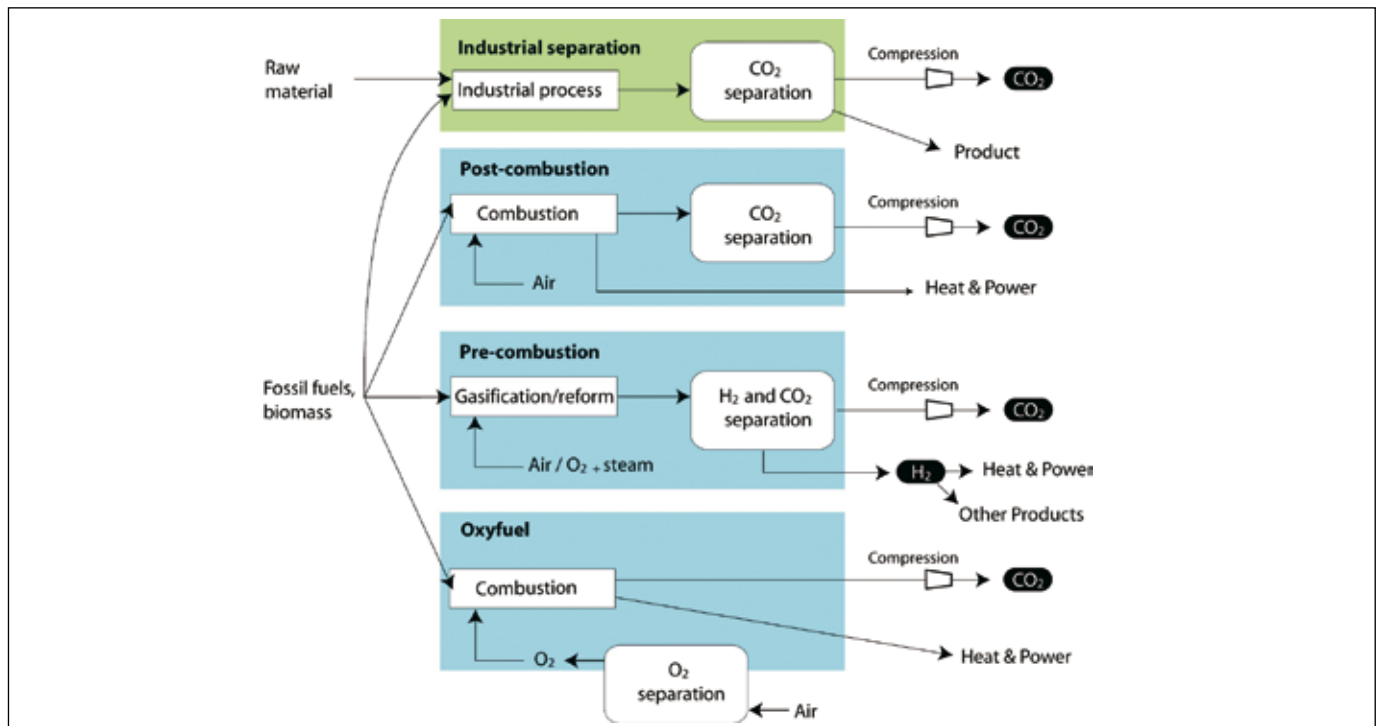 Industrial separation
Raw
material
Industrial process
CO₂
separation
Compression
CO₂
Product
Post-combustion
Combustion
CO₂
separation
Compression
CO₂
Air
Heat & Power
Pre-combustion
Fossil fuels,
biomass
Gasification/reform
H₂ and CO₂
separation
Compression
CO₂
Air / O₂ + steam
H₂
Heat & Power
Other Products
Oxyfuel
Combustion
Compression
CO₂
O₂
O₂
separation
Heat & Power
Air